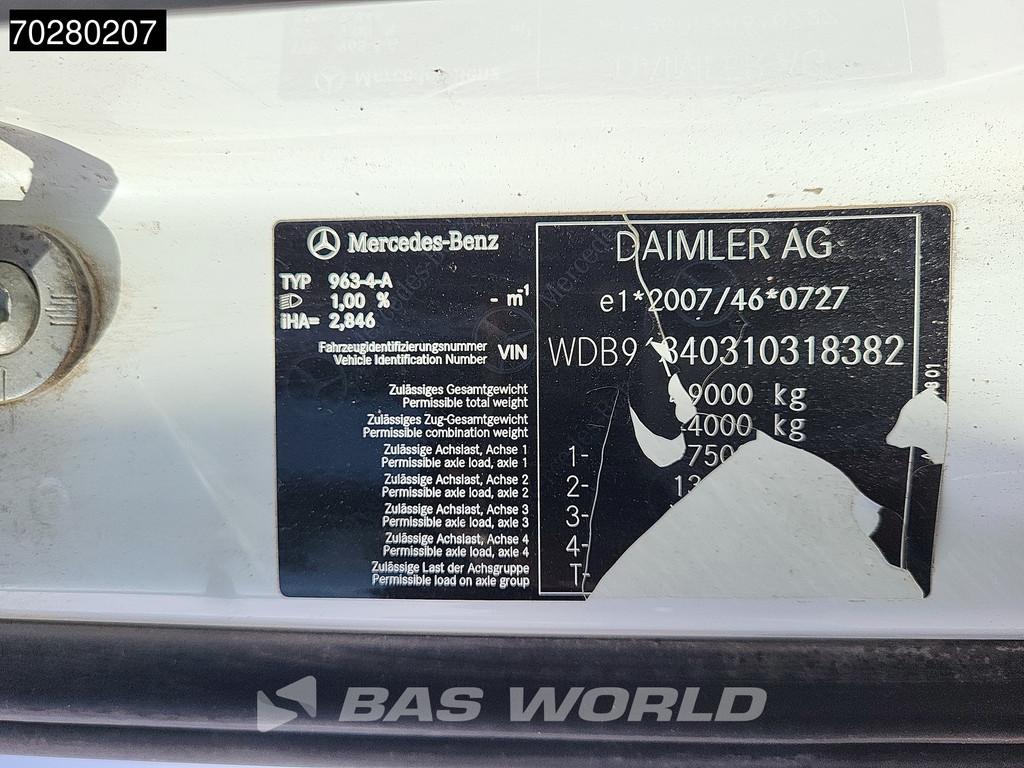 70280207
Mercedes-Benz
TYP 963-4-A
1,00 % - m-1
iHA= 2,846
Fahrzeugidentifizierungsnummer
Vehicle Identification Number VIN
Zulässiges Gesamtgewicht
Permissible total weight
Zulässiges Zug-Gesamtgewicht
Permissible combination weight
Zulässige Achslast, Achse 1
Permissible axle load, axle 1
Zulässige Achslast, Achse 2
Permissible axle load, axle 2
Zulässige Achslast, Achse 3
Permissible axle load, axle 3
Zulässige Achslast, Achse 4
Permissible axle load, axle 4
Zulässige Last der Achsgruppe
Permissible load on axle group
DAIMLER AG
e1*2007/46*0727
WDB9 340310318382
9000 kg
4000 kg
1- 750
2- 13
3-
4-
T-
BAS WORLD